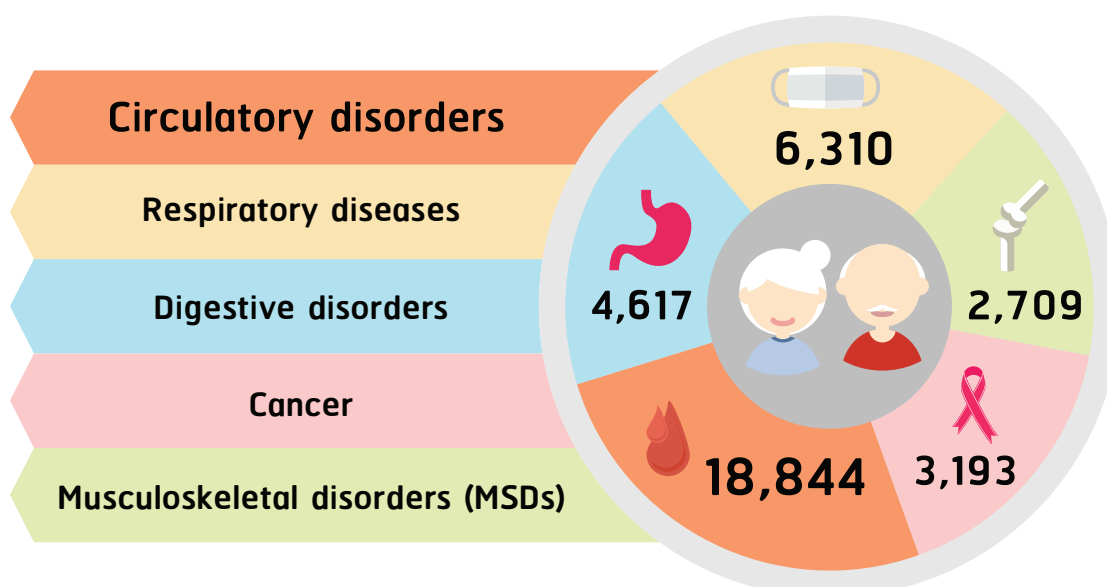 Circulatory disorders
Respiratory diseases
Digestive disorders
Cancer
Musculoskeletal disorders (MSDs)
6,310
4,617
2,709
18,844
3,193